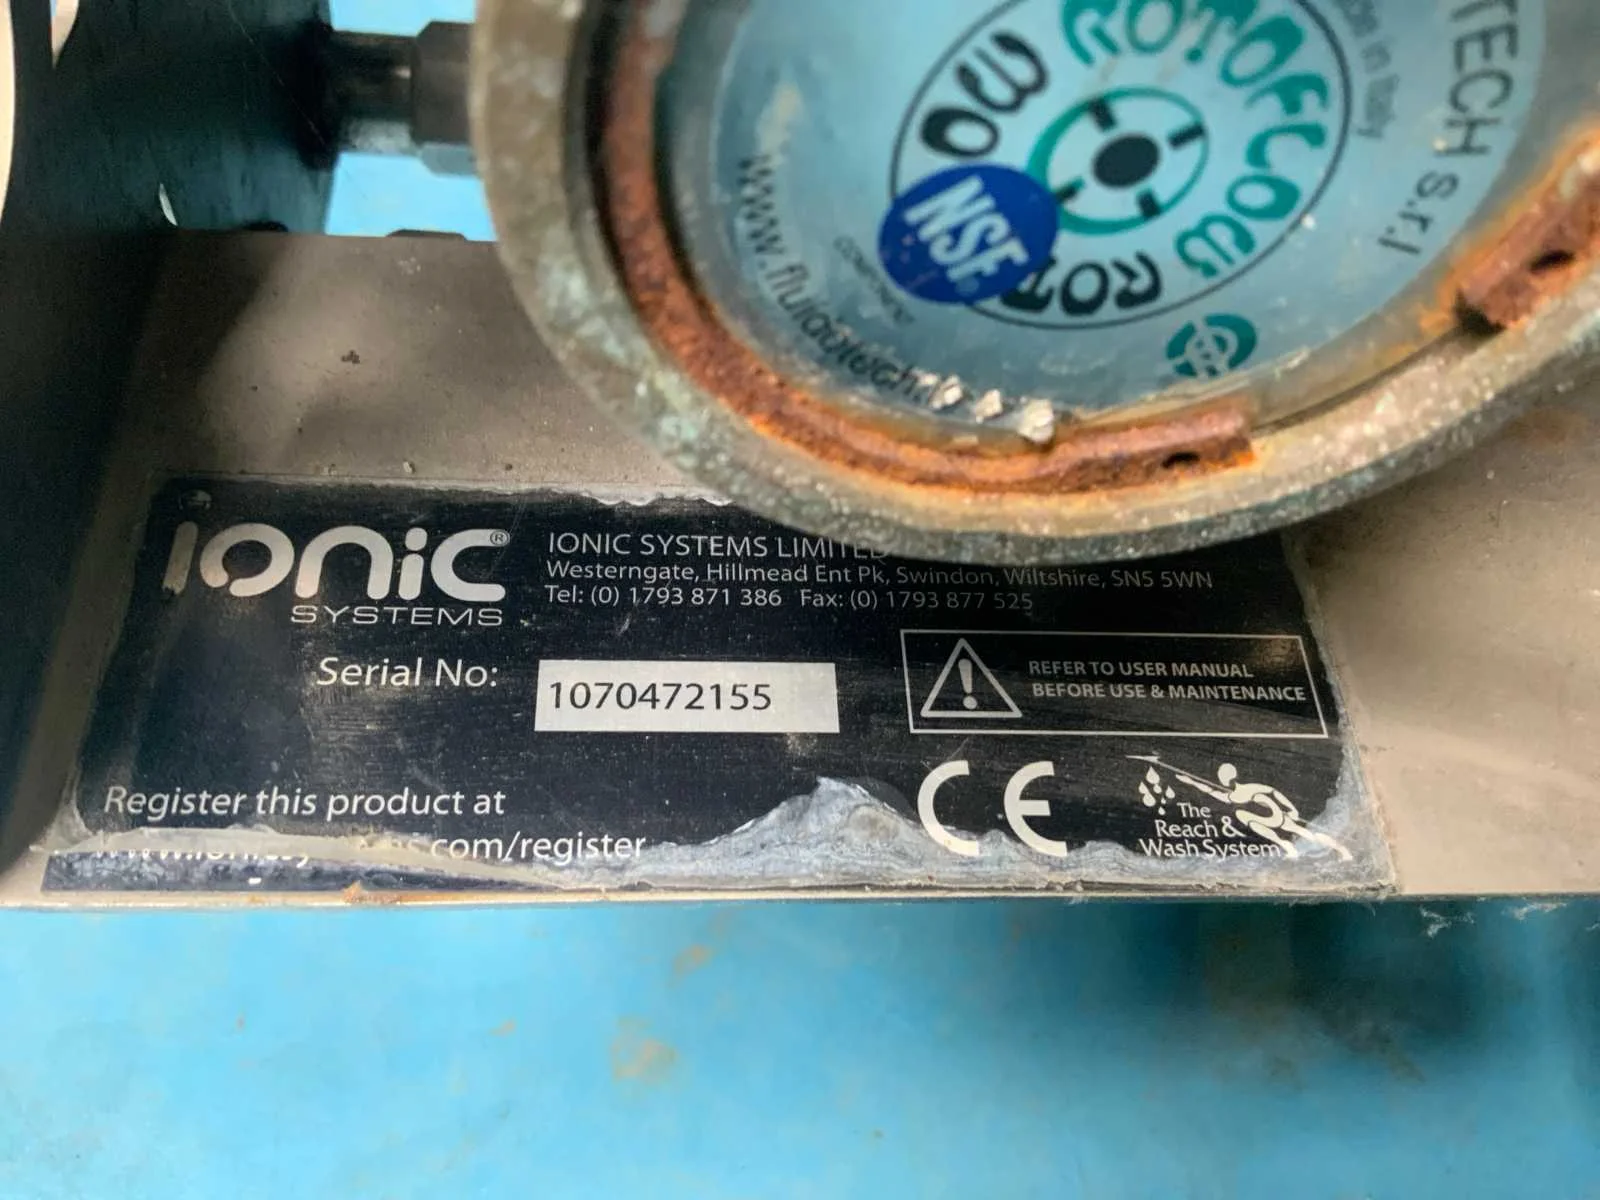 TECH s.r.l
ROTOFLOW
ROT
NSF®
IONIC®
SYSTEMS
IONIC SYSTEMS LIMITED
Westerngate, Hillmead Ent Pk, Swindon, Wiltshire, SN5 5WN
Tel: (0) 1793 871 386 Fax: (0) 1793 877 525
Serial No:
1070472155
REFER TO USER MANUAL
BEFORE USE & MAINTENANCE
Register this product at
com/register
CE
The
Reach &
Wash System